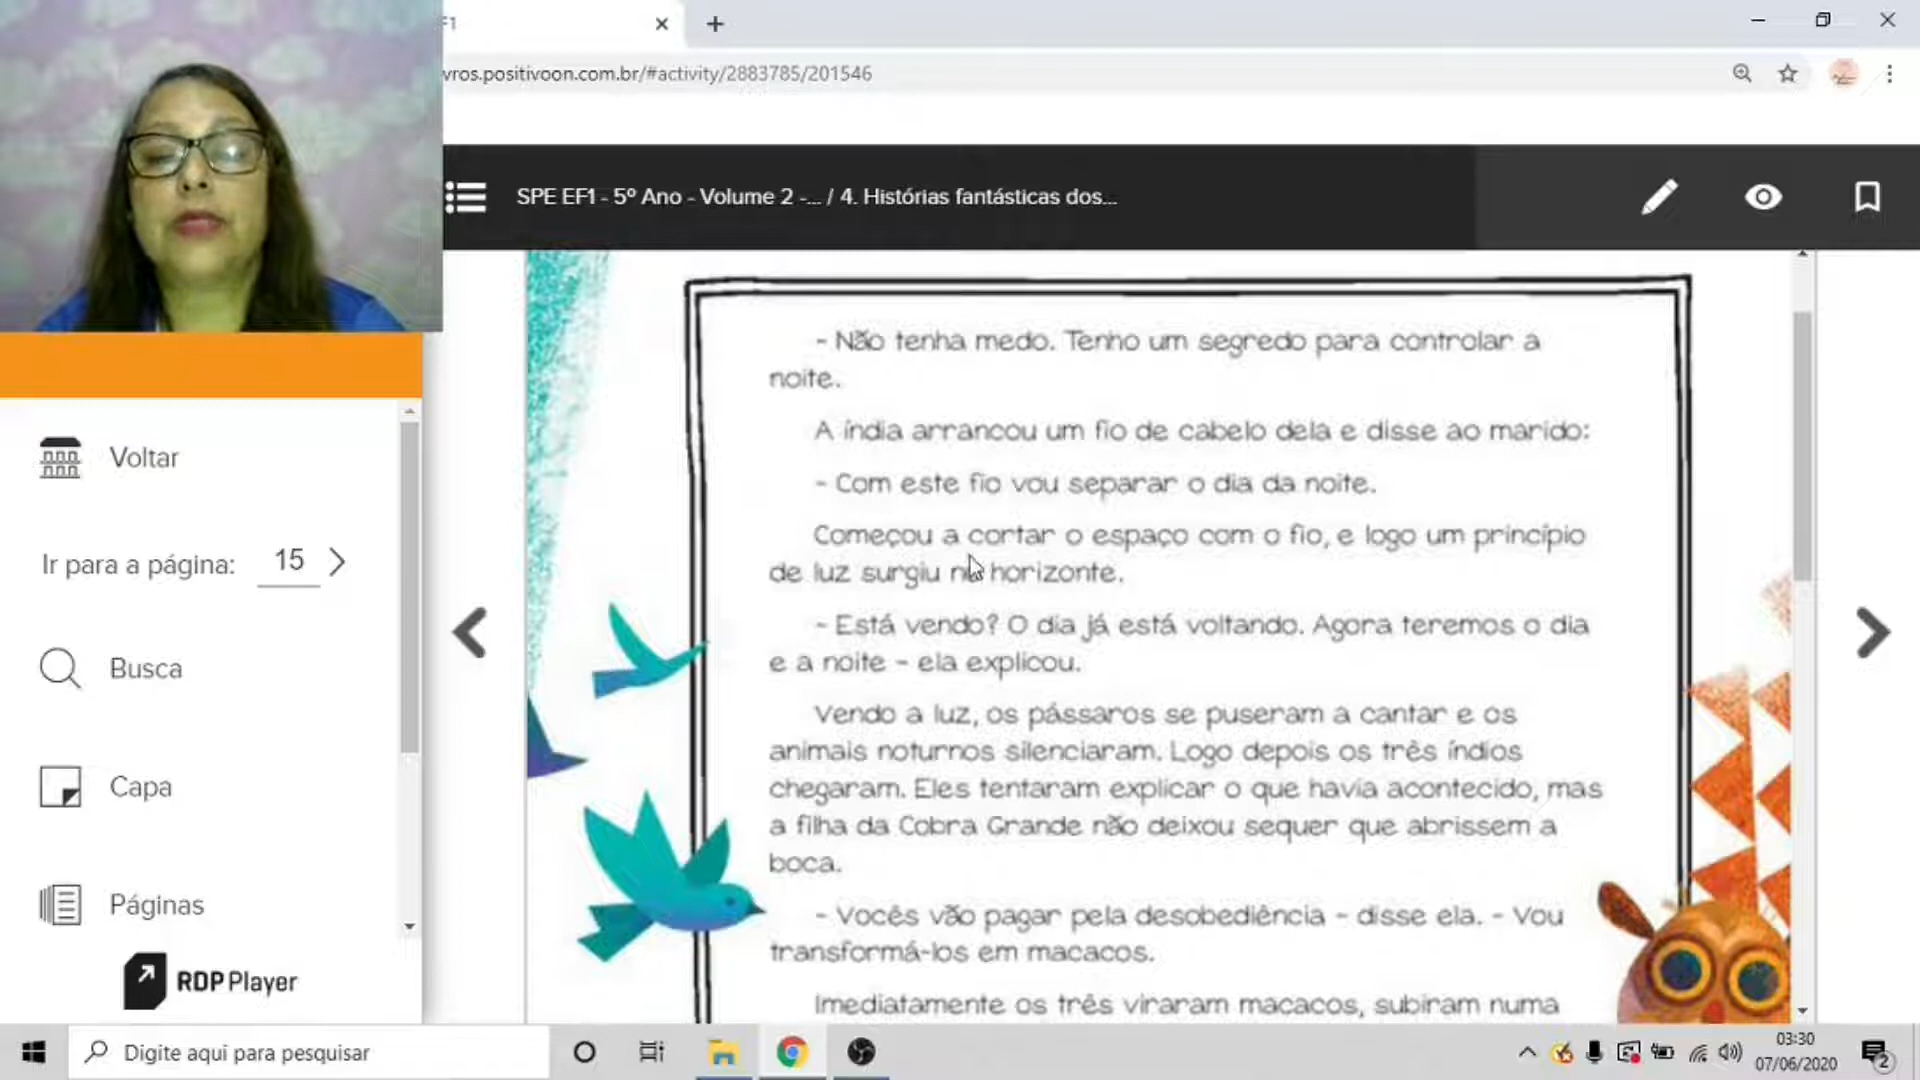 F1
vros.positivoon.com.br/#activity/2883785/201546
SPE EF1 - 5º Ano - Volume 2 -... / 4. Histórias fantásticas dos...
Voltar
Ir para a página: 15
Busca
Capa
Páginas
RDP Player
- Não tenha medo. Tenho um segredo para controlar a
noite.
A índia arrancou um fio de cabelo dela e disse ao marido:
- Com este fio vou separar o dia da noite.
Começou a cortar o espaço com o fio, e logo um princípio
de luz surgiu no horizonte.
- Está vendo? O dia já está voltando. Agora teremos o dia
e a noite - ela explicou.
Vendo a luz, os pássaros se puseram a cantar e os
animais noturnos silenciaram. Logo depois os três índios
chegaram. Eles tentaram explicar o que havia acontecido, mas
a filha da Cobra Grande não deixou sequer que abrissem a
boca.
- Vocês vão pagar pela desobediência - disse ela. - Vou
transformá-los em macacos.
Imediatamente os três viraram macacos, subiram numa
Digite aqui para pesquisar
03:30
07/06/2020
2